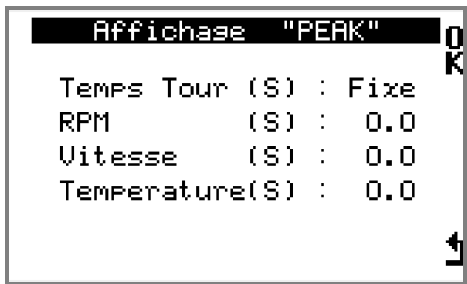 Affichage "PEAK"
OK
Temps Tour (S) : Fixe
RPM (S) : 0.0
Vitesse (S) : 0.0
Temperature(S) : 0.0